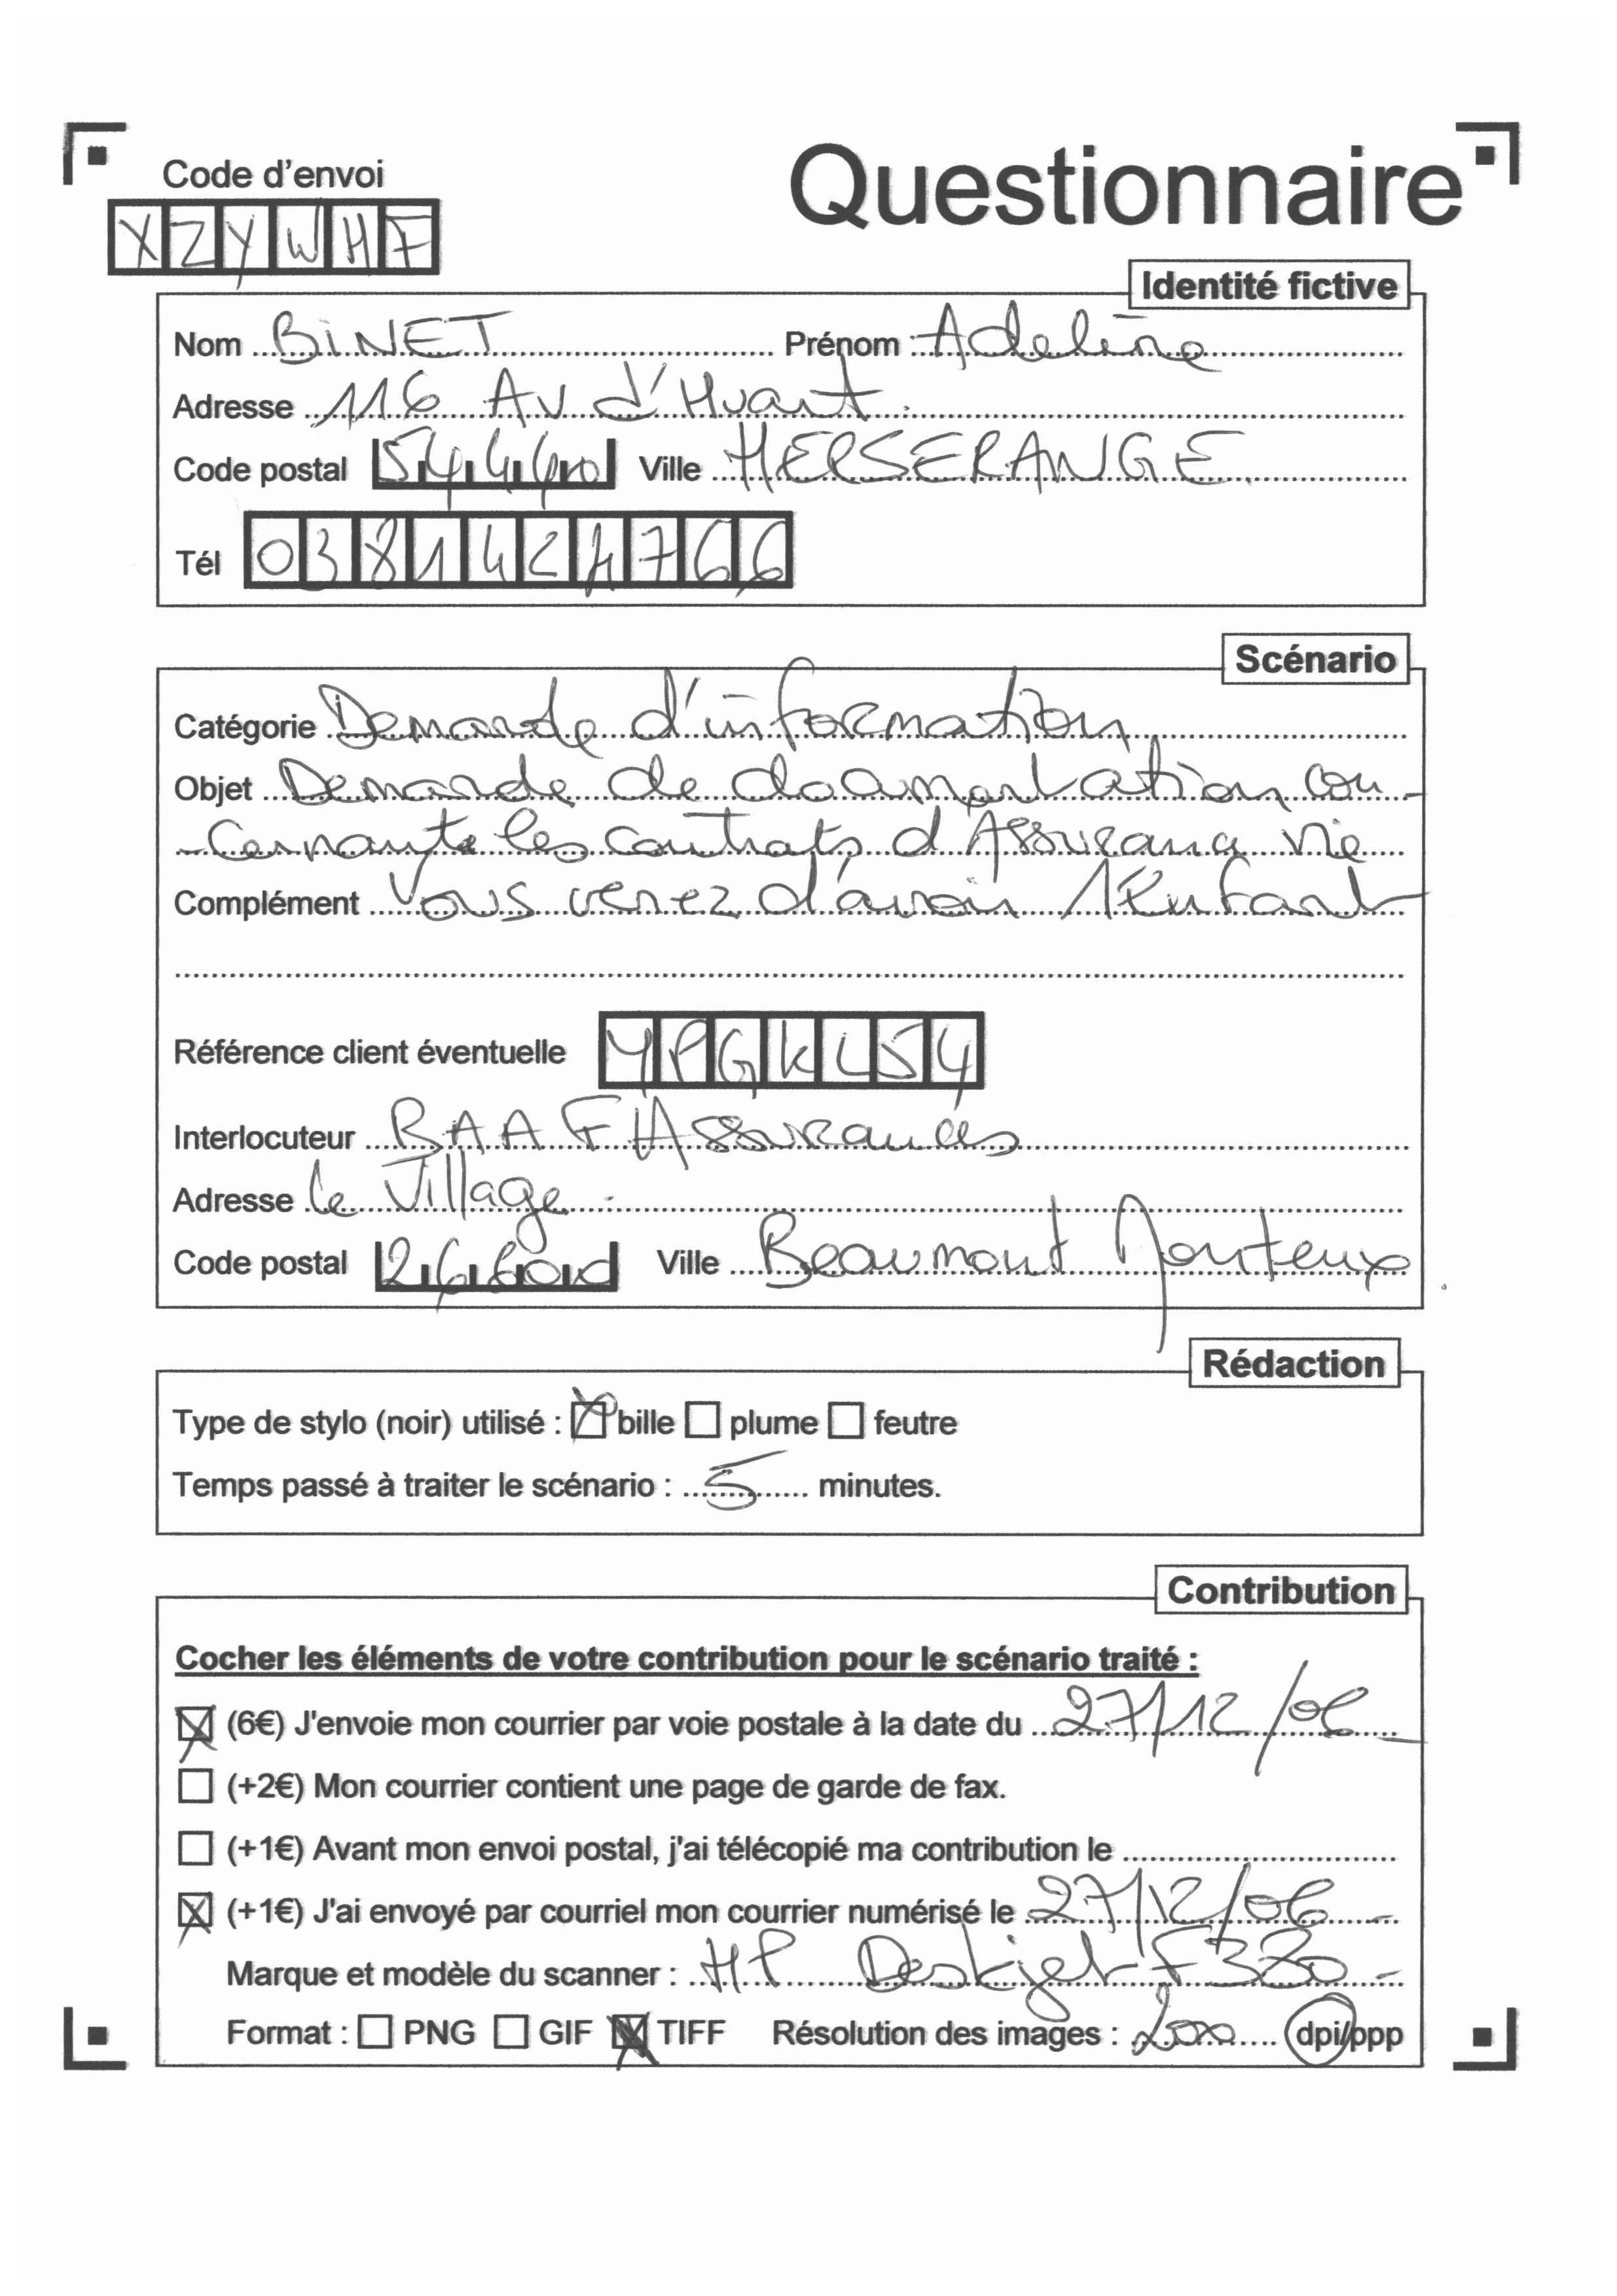 Code d'envoi
Questionnaire
XZYWHF
Identité fictive
Nom BINET Prénom Adeline
Adresse 116 Av d'Huart
Code postal 54440 Ville HERSERANGE
Tél 0381424766
Scénario
Catégorie Demande d'information
Objet Demande de documentation con-
-cernant les contrats d'Assurance vie
Complément Vous venez d'avoir 1 Enfant
Référence client éventuelle YPGKL54
Interlocuteur RAAF Assurances
Adresse le Village
Code postal 26600 Ville Beaumont Monteux
Rédaction
Type de stylo (noir) utilisé : ☒ bille ☐ plume ☐ feutre
Temps passé à traiter le scénario : 5 minutes.
Contribution
Cocher les éléments de votre contribution pour le scénario traité :
☒ (6€) J'envoie mon courrier par voie postale à la date du 27/12/06
☐ (+2€) Mon courrier contient une page de garde de fax.
☐ (+1€) Avant mon envoi postal, j'ai télécopié ma contribution le
☒ (+1€) J'ai envoyé par courriel mon courrier numérisé le 27/12/06 -
Marque et modèle du scanner : HP Deskjet F380 -
Format : ☐ PNG ☐ GIF ☒ TIFF Résolution des images : 200 dpi/ppp